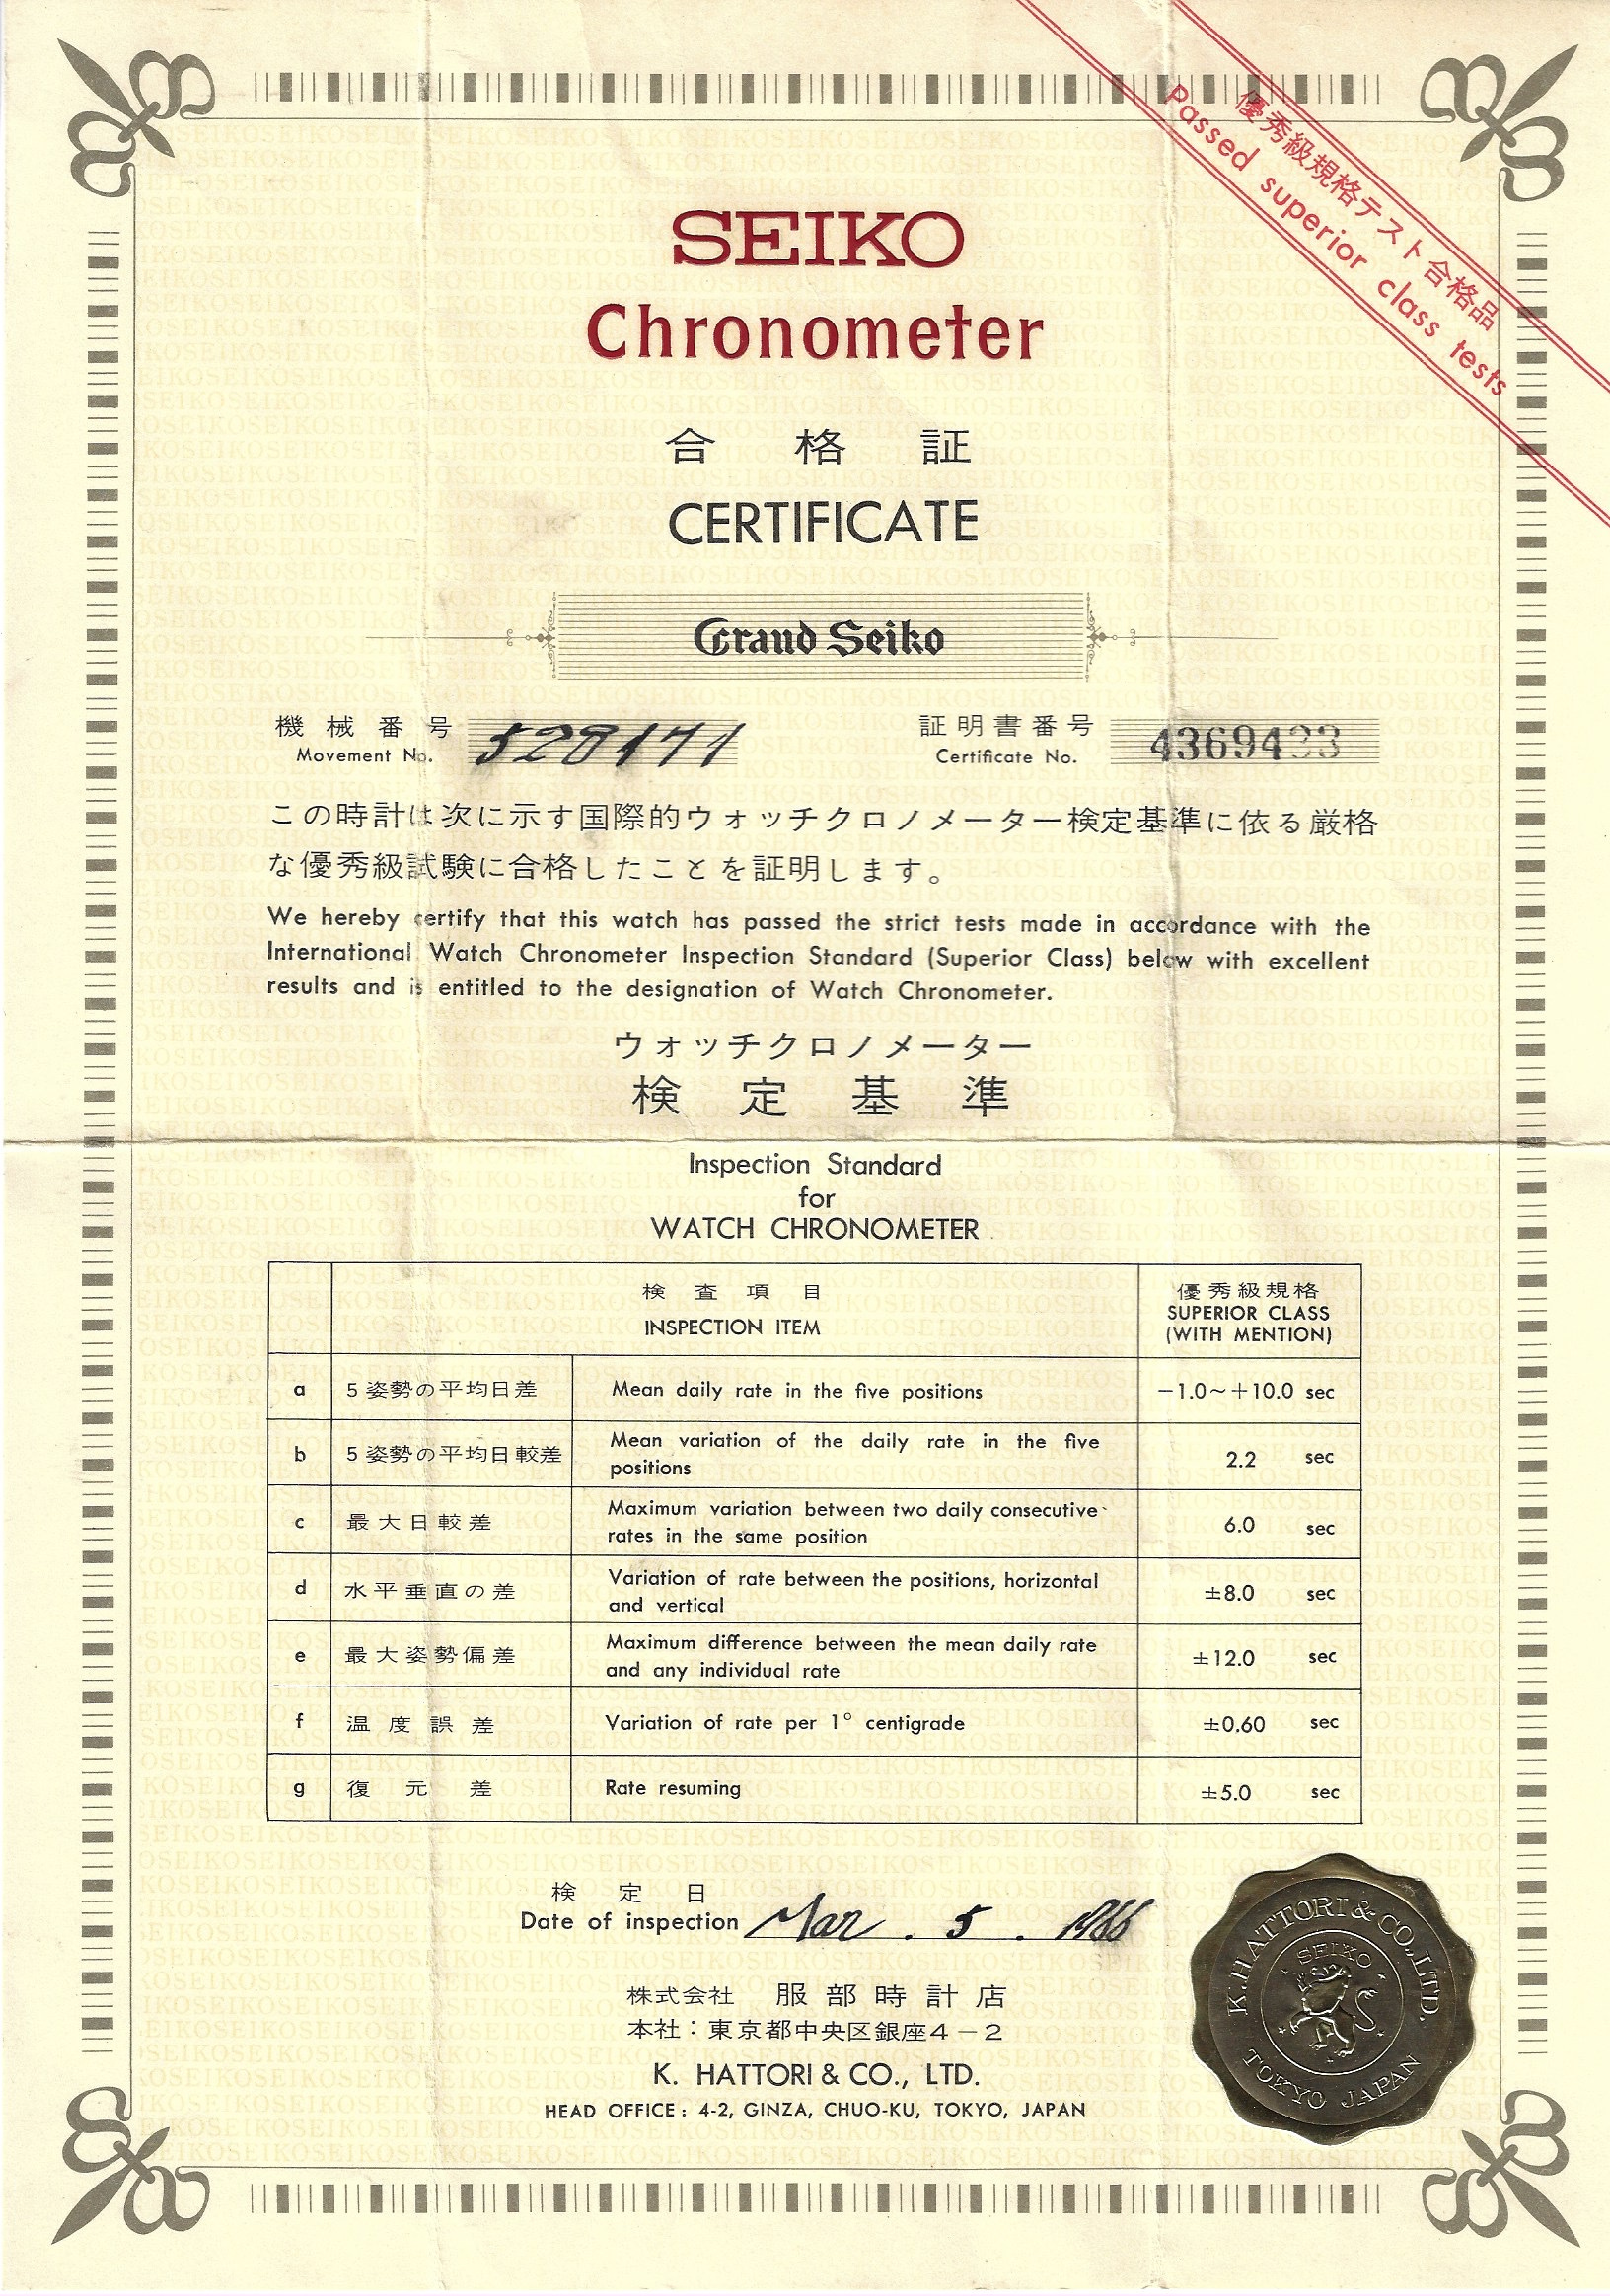 優秀級規格テスト合格品
Passed superior class tests
SEIKO
Chronometer
合格証
CERTIFICATE
Grand Seiko
機械番号
Movement No. 528171
証明書番号
Certificate No. 4369433
この時計は次に示す国際的ウォッチクロノメーター検定基準に依る厳格
な優秀級試験に合格したことを証明します。
We hereby certify that this watch has passed the strict tests made in accordance with the
International Watch Chronometer Inspection Standard (Superior Class) below with excellent
results and is entitled to the designation of Watch Chronometer.
ウォッチクロノメーター
検定基準
Inspection Standard
for
WATCH CHRONOMETER
検査項目
INSPECTION ITEM
優秀級規格
SUPERIOR CLASS
(WITH MENTION)
a 5姿勢の平均日差 Mean daily rate in the five positions −1.0~+10.0 sec
b 5姿勢の平均日較差 Mean variation of the daily rate in the five
positions 2.2 sec
c 最大日較差 Maximum variation between two daily consecutive
rates in the same position 6.0 sec
d 水平垂直の差 Variation of rate between the positions, horizontal
and vertical ±8.0 sec
e 最大姿勢偏差 Maximum difference between the mean daily rate
and any individual rate ±12.0 sec
f 温度誤差 Variation of rate per 1° centigrade ±0.60 sec
g 復元差 Rate resuming ±5.0 sec
検定日
Date of inspection Mar. 5. 1966
株式会社 服部時計店
本社：東京都中央区銀座4－2
K. HATTORI & CO., LTD.
HEAD OFFICE: 4-2, GINZA, CHUO-KU, TOKYO, JAPAN
K. HATTORI & CO., LTD.
SEIKO
TOKYO JAPAN